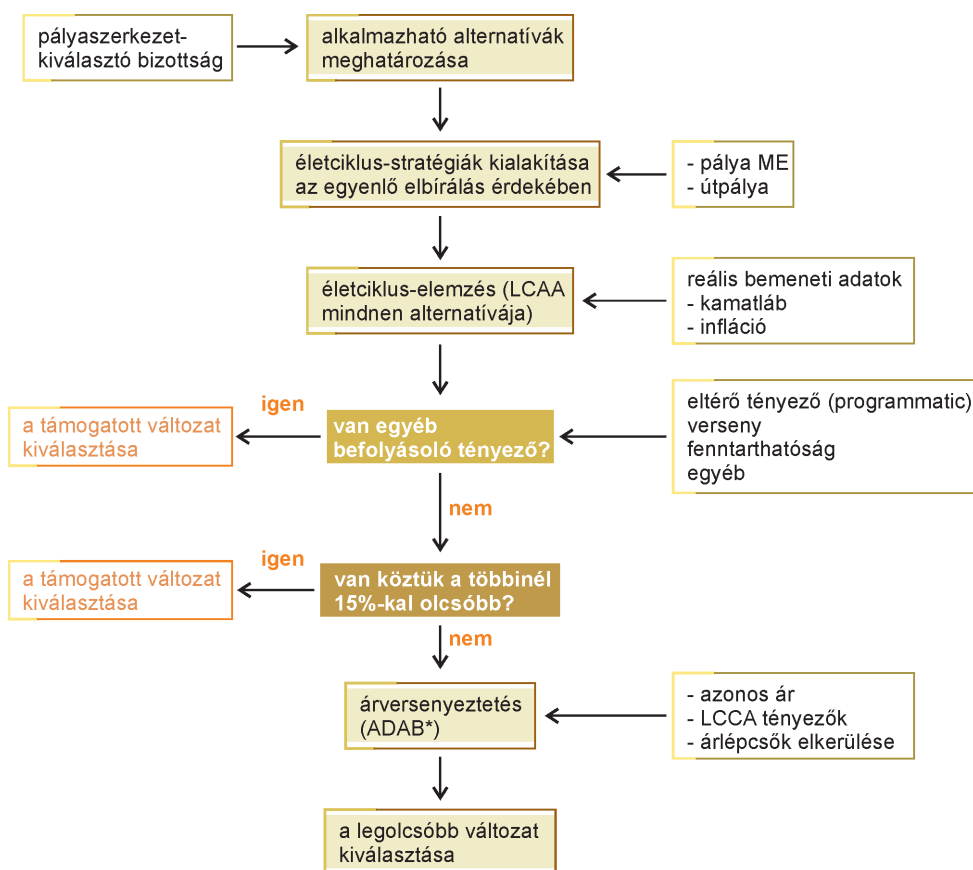 pályaszerkezet-
kiválasztó bizottság
alkalmazható alternatívák
meghatározása
életciklus-stratégiák kialakítása
az egyenlő elbírálás érdekében
- pálya ME
- útpálya
életciklus-elemzés (LCAA
mindnen alternatívája)
reális bemeneti adatok
- kamatláb
- infláció
igen
a támogatott változat
kiválasztása
van egyéb
befolyásoló tényező?
eltérő tényező (programmatic)
verseny
fenntarthatóság
egyéb
nem
igen
a támogatott változat
kiválasztása
van köztük a többinél
15%-kal olcsóbb?
nem
árversenyeztetés
(ADAB*)
- azonos ár
- LCCA tényezők
- árlépcsők elkerülése
a legolcsóbb változat
kiválasztása